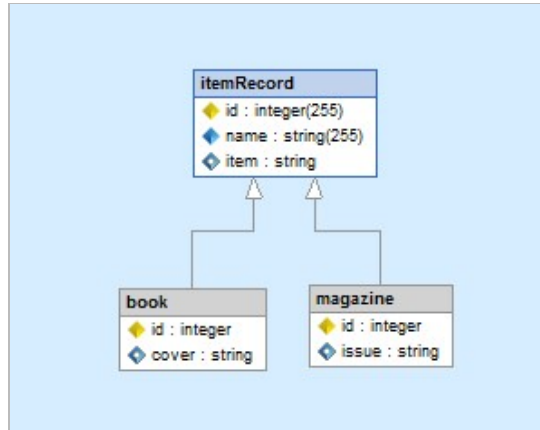 itemRecord
id : integer(255)
name : string(255)
item : string
book
id : integer
cover : string
magazine
id : integer
issue : string